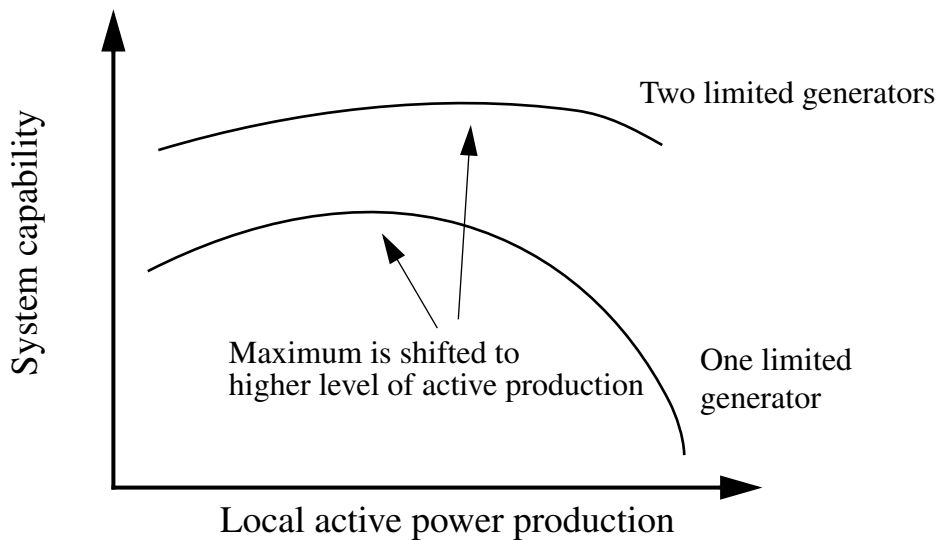 System capability
Two limited generators
Maximum is shifted to
higher level of active production
One limited
generator
Local active power production